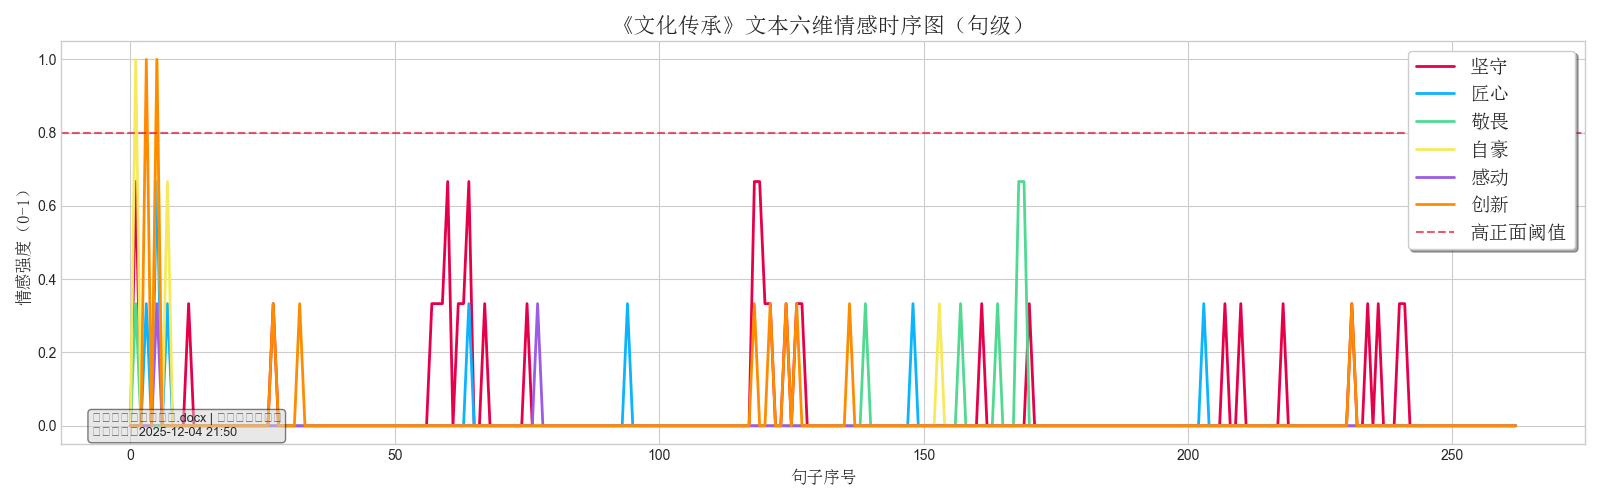 《文化传承》文本六维情感时序图（句级）
情感强度（0-1）
1.0
0.8
0.6
0.4
0.2
0.0
坚守
匠心
敬畏
自豪
感动
创新
高正面阈值
.docx |
2025-12-04 21:50
0
50
100
150
200
250
句子序号